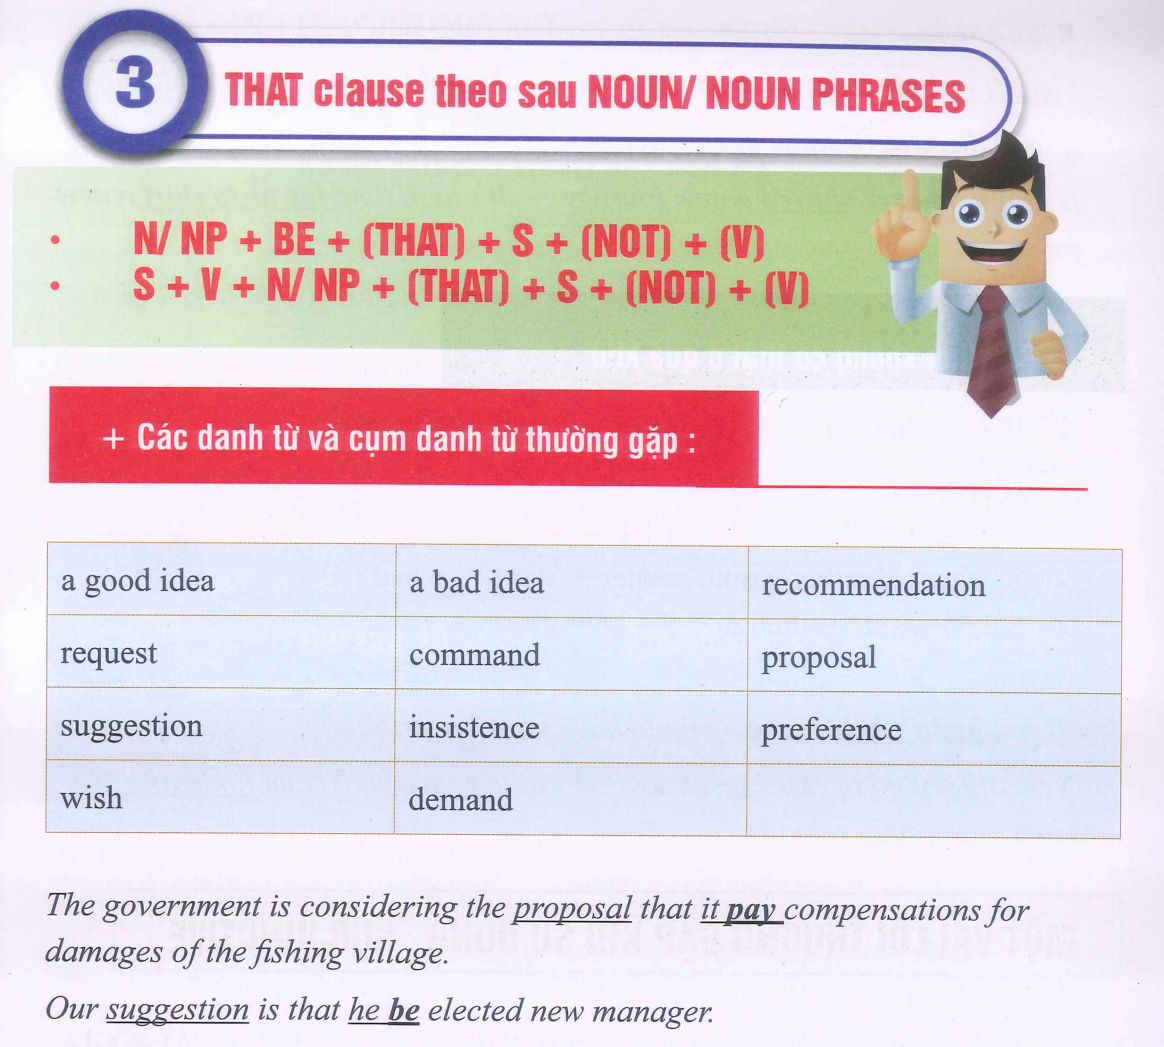 3
THAT clause theo sau NOUN/ NOUN PHRASES
• N/ NP + BE + (THAT) + S + (NOT) + (V)
• S + V + N/ NP + (THAT) + S + (NOT) + (V)
+ Các danh từ và cụm danh từ thường gặp :
a good idea a bad idea recommendation
request command proposal
suggestion insistence preference
wish demand
The government is considering the proposal that it pay compensations for
damages of the fishing village.
Our suggestion is that he be elected new manager.